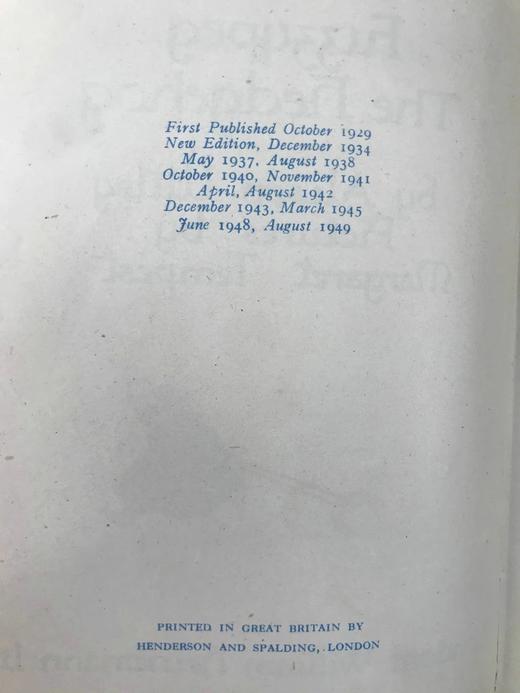 First Published October 1929
New Edition, December 1934
May 1937. August 1938
October 1940, November 1941
April, August 1942
December 1943, March 1945
June 1948, August 1949
PRINTED IN GREAT BRITAIN BY
HENDERSON AND SPALDING, LONDON